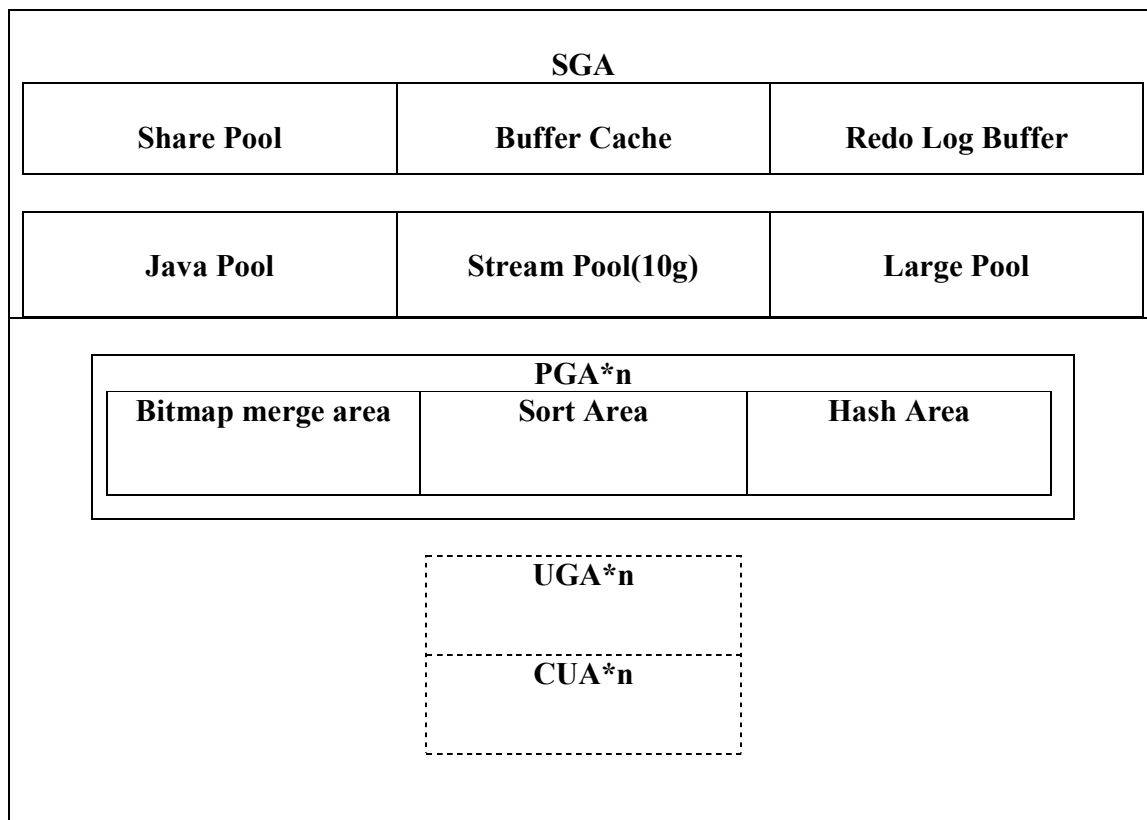 SGA
Share Pool
Buffer Cache
Redo Log Buffer
Java Pool
Stream Pool(10g)
Large Pool
PGA*n
Bitmap merge area
Sort Area
Hash Area
UGA*n
CUA*n